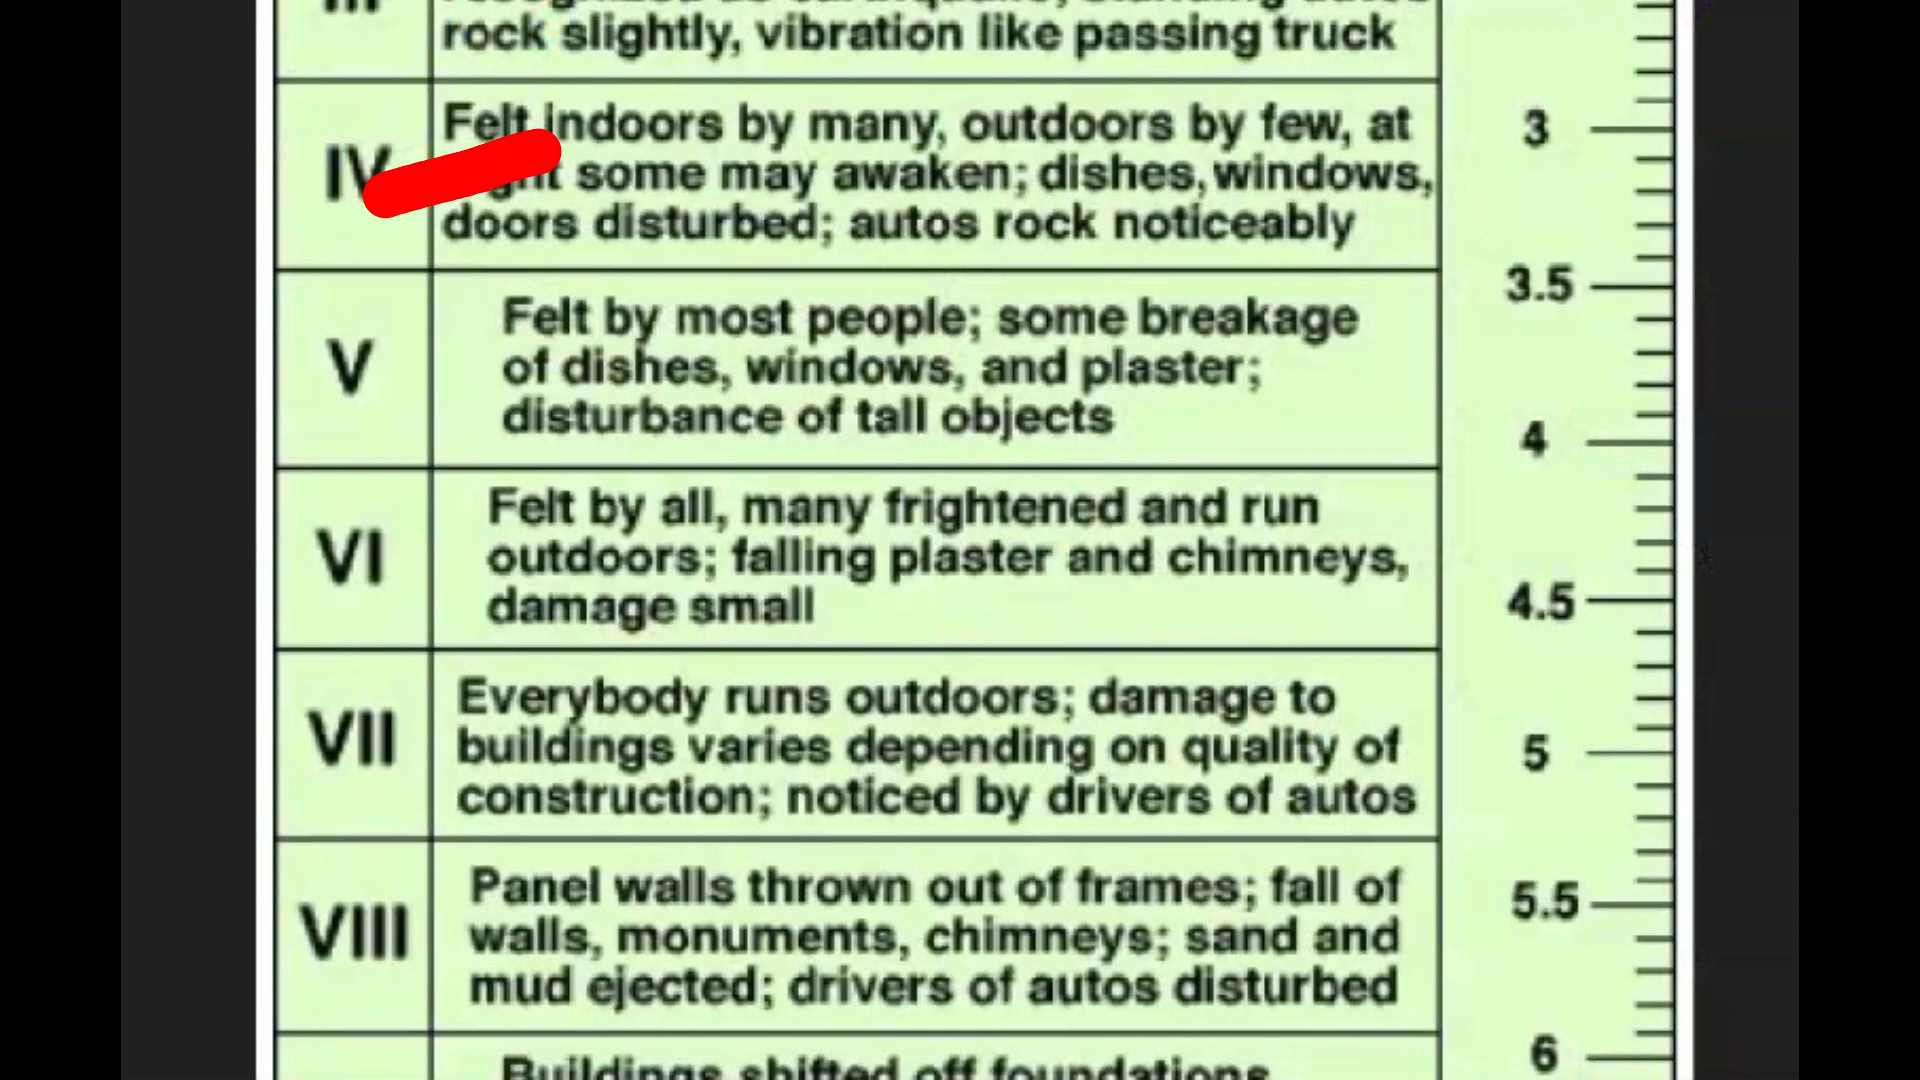 rock slightly, vibration like passing truck
IV
Felt indoors by many, outdoors by few, at
some may awaken; dishes, windows,
doors disturbed; autos rock noticeably
V
Felt by most people; some breakage
of dishes, windows, and plaster;
disturbance of tall objects
VI
Felt by all, many frightened and run
outdoors; falling plaster and chimneys,
damage small
VII
Everybody runs outdoors; damage to
buildings varies depending on quality of
construction; noticed by drivers of autos
VIII
Panel walls thrown out of frames; fall of
walls, monuments, chimneys; sand and
mud ejected; drivers of autos disturbed
Buildings shifted off foundations
3
3.5
4
4.5
5
5.5
6